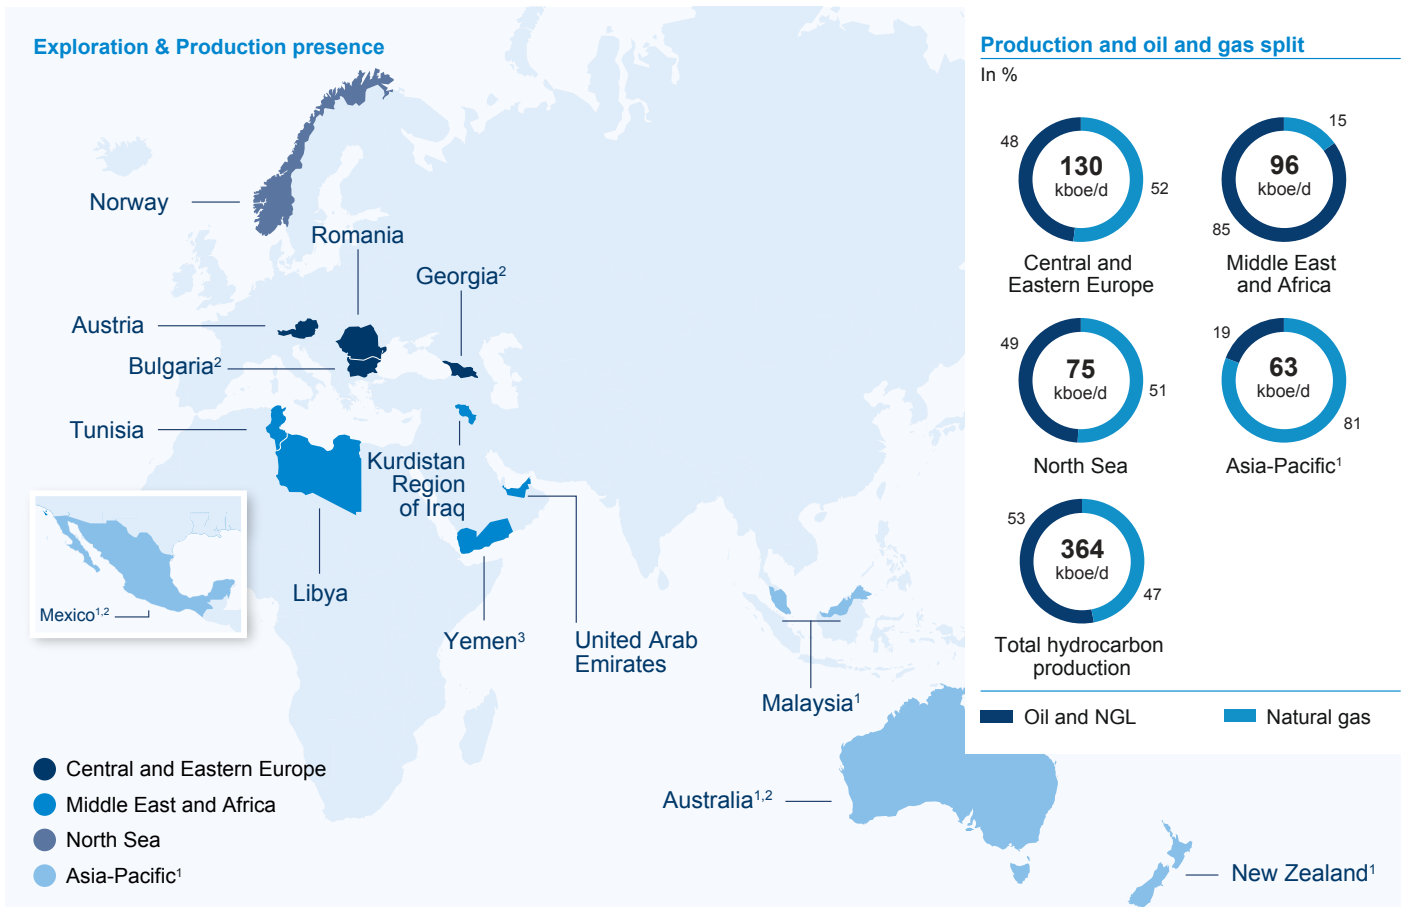 Exploration & Production presence
Norway
Romania
Georgia²
Austria
Bulgaria²
Tunisia
Kurdistan
Region
of Iraq
Libya
Mexico¹,²
Yemen³
United Arab
Emirates
Malaysia¹
Australia¹,²
New Zealand¹
Central and Eastern Europe
Middle East and Africa
North Sea
Asia-Pacific¹
Production and oil and gas split
In %
48
130
kboe/d
52
Central and
Eastern Europe
15
96
kboe/d
85
Middle East
and Africa
49
75
kboe/d
51
North Sea
19
63
kboe/d
81
Asia-Pacific¹
53
364
kboe/d
47
Total hydrocarbon
production
Oil and NGL
Natural gas